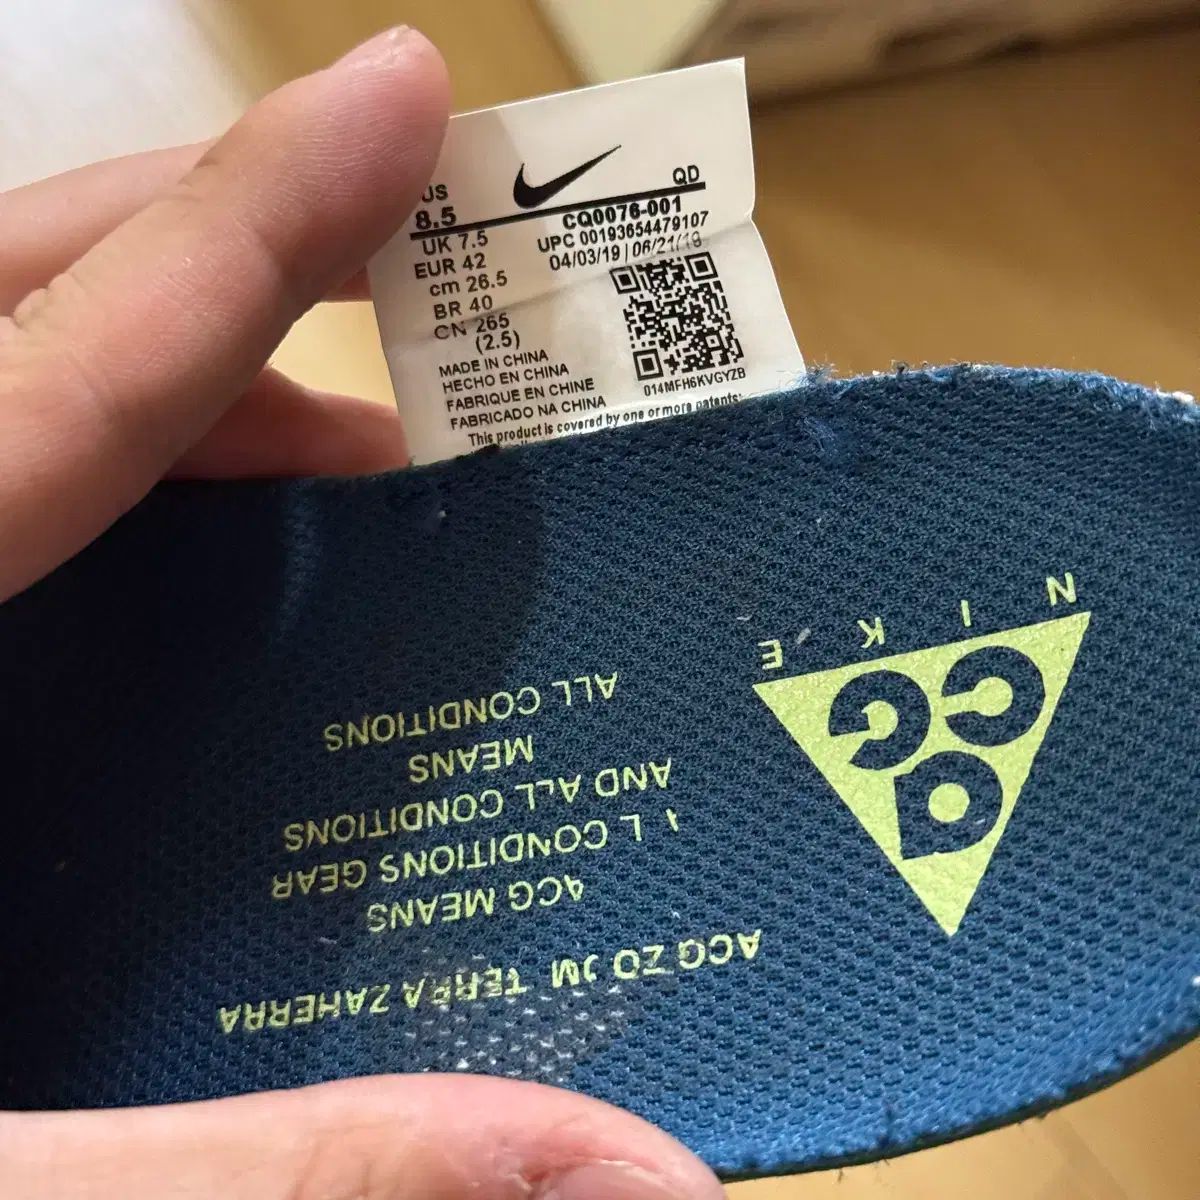 US
8.5
QD
CQ0076-001
UPC 00193654479107
04/03/19 | 06/21/19
UK 7.5
EUR 42
cm 26.5
BR 40
CN 265
(2.5)
MADE IN CHINA
HECHO EN CHINA
FABRIQUE EN CHINE
FABRICADO NA CHINA
014MFH6KVGYZB
This product is covered by one or more patents:
NIKE
ACG
ACG TERRA ZAHERRA
ACG MEANS
L CONDITIONS GEAR
AND ALL CONDITIONS
MEANS
ALL CONDITIONS